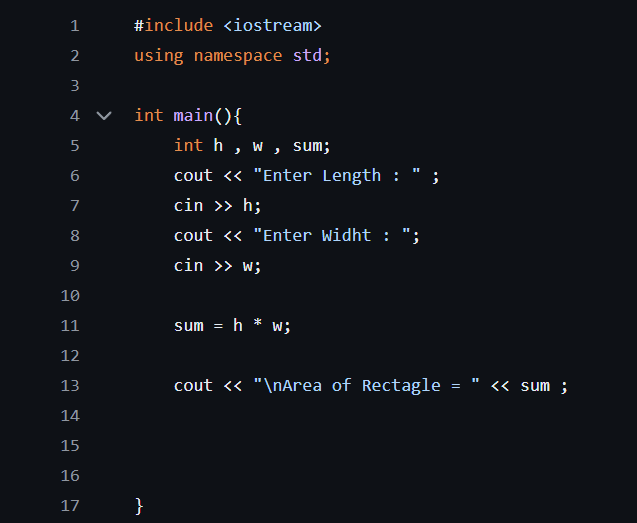 1 #include <iostream>
2 using namespace std;
3
4 int main(){
5 int h , w , sum;
6 cout << "Enter Length : " ;
7 cin >> h;
8 cout << "Enter Widht : ";
9 cin >> w;
10
11 sum = h * w;
12
13 cout << "\nArea of Rectagle = " << sum ;
14
15
16
17 }